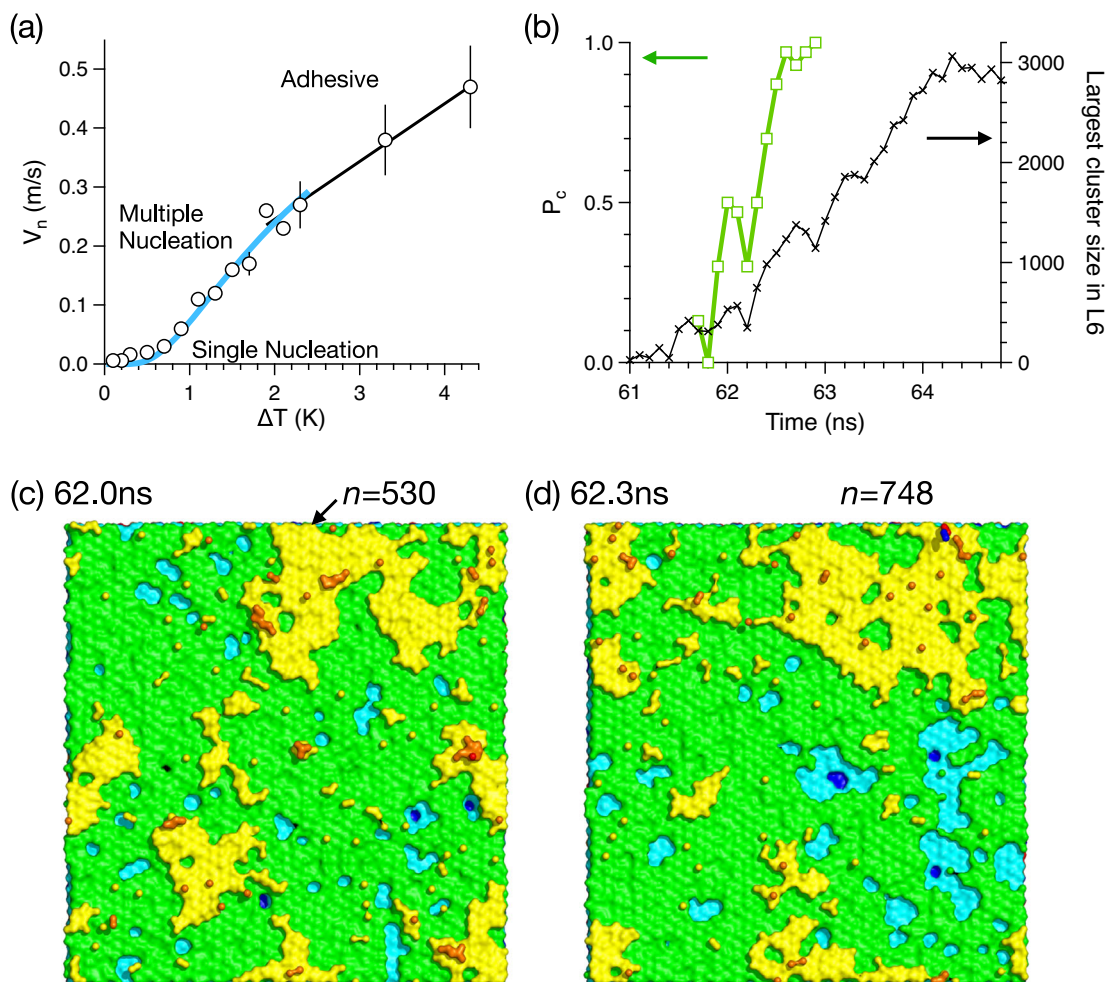 (a)
0.5
0.4
0.3
0.2
0.1
0.0
V_n (m/s)
Adhesive
Multiple
Nucleation
Single Nucleation
0
1
2
3
4
ΔT (K)
(b)
1.0
0.5
0.0
P_c
3000
2000
1000
0
Largest cluster size in L6
61
62
63
64
Time (ns)
(c) 62.0ns
n=530
(d) 62.3ns
n=748